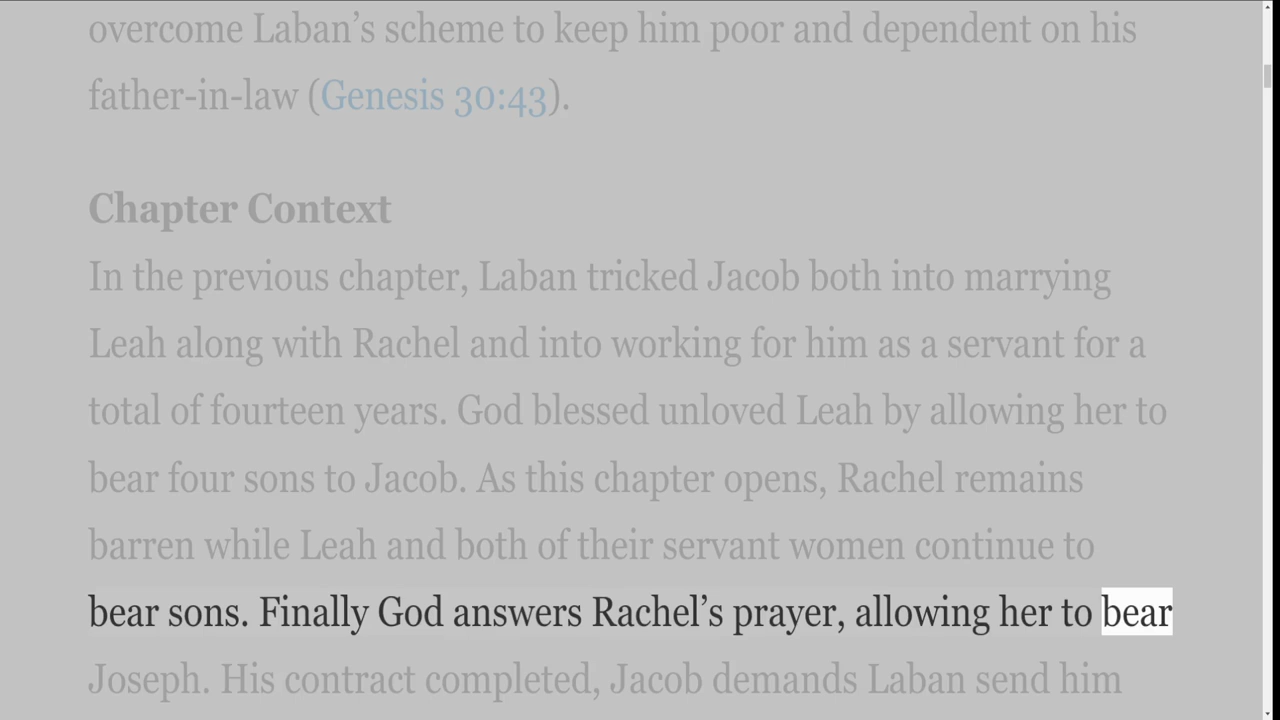 overcome Laban’s scheme to keep him poor and dependent on his
father-in-law (Genesis 30:43).
Chapter Context
In the previous chapter, Laban tricked Jacob both into marrying
Leah along with Rachel and into working for him as a servant for a
total of fourteen years. God blessed unloved Leah by allowing her to
bear four sons to Jacob. As this chapter opens, Rachel remains
barren while Leah and both of their servant women continue to
bear sons. Finally God answers Rachel’s prayer, allowing her to bear
Joseph. His contract completed, Jacob demands Laban send him